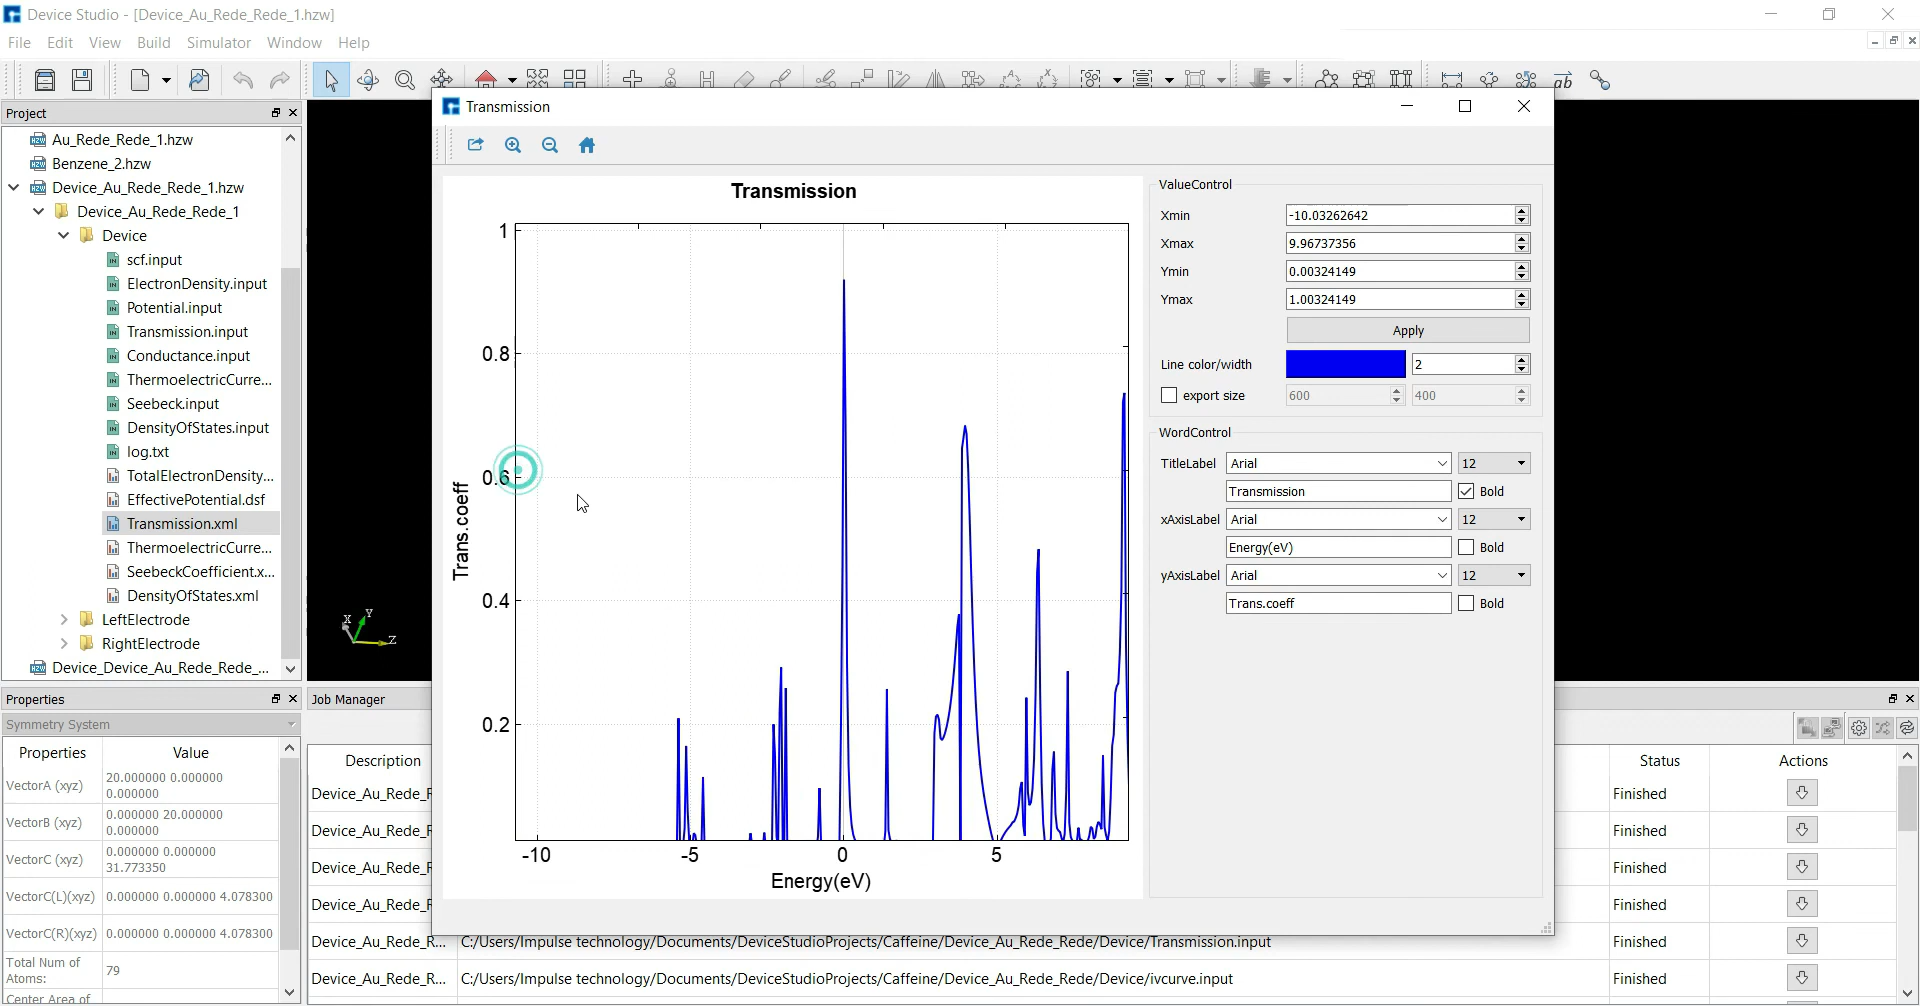 Device Studio - [Device_Au_Rede_Rede_1.hzw]
File Edit View Build Simulator Window Help
ab
Project
Au_Rede_Rede_1.hzw
Benzene_2.hzw
Device_Au_Rede_Rede_1.hzw
Device_Au_Rede_Rede_1
Device
scf.input
ElectronDensity.input
Potential.input
Transmission.input
Conductance.input
ThermoelectricCurre...
Seebeck.input
DensityOfStates.input
log.txt
TotalElectronDensity...
EffectivePotential.dsf
Transmission.xml
ThermoelectricCurre...
SeebeckCoefficient.x...
DensityOfStates.xml
LeftElectrode
RightElectrode
Device_Device_Au_Rede_Rede_...
X Y
Z
Transmission
Transmission
1
0.8
0.6
0.4
0.2
Trans.coeff
-10 -5 0 5
Energy(eV)
ValueControl
Xmin -10.03262642
Xmax 9.96737356
Ymin 0.00324149
Ymax 1.00324149
Apply
Line color/width 2
export size 600 400
WordControl
TitleLabel Arial 12
Transmission Bold
xAxisLabel Arial 12
Energy(eV) Bold
yAxisLabel Arial 12
Trans.coeff Bold
Properties
Symmetry System
Properties Value
VectorA (xyz) 20.000000 0.000000
0.000000
VectorB (xyz) 0.000000 20.000000
0.000000
VectorC (xyz) 0.000000 0.000000
31.773350
VectorC(L)(xyz) 0.000000 0.000000 4.078300
VectorC(R)(xyz) 0.000000 0.000000 4.078300
Total Num of
Atoms: 79
Center Area of
Job Manager
Description Status Actions
Device_Au_Rede_R Finished
Device_Au_Rede_R Finished
Device_Au_Rede_R Finished
Device_Au_Rede_R Finished
Device_Au_Rede_R... C:/Users/Impulse technology/Documents/DeviceStudioProjects/Caffeine/Device_Au_Rede_Rede/Device/Transmission.input Finished
Device_Au_Rede_R... C:/Users/Impulse technology/Documents/DeviceStudioProjects/Caffeine/Device_Au_Rede_Rede/Device/ivcurve.input Finished